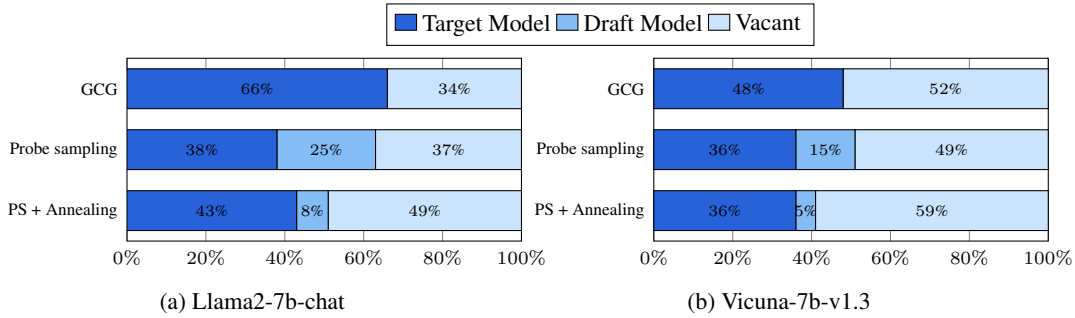 Target Model Draft Model Vacant
GCG 66% 34%
Probe sampling 38% 25% 37%
PS + Annealing 43% 8% 49%
0% 20% 40% 60% 80% 100%
(a) Llama2-7b-chat
GCG 48% 52%
Probe sampling 36% 15% 49%
PS + Annealing 36% 5% 59%
0% 20% 40% 60% 80% 100%
(b) Vicuna-7b-v1.3